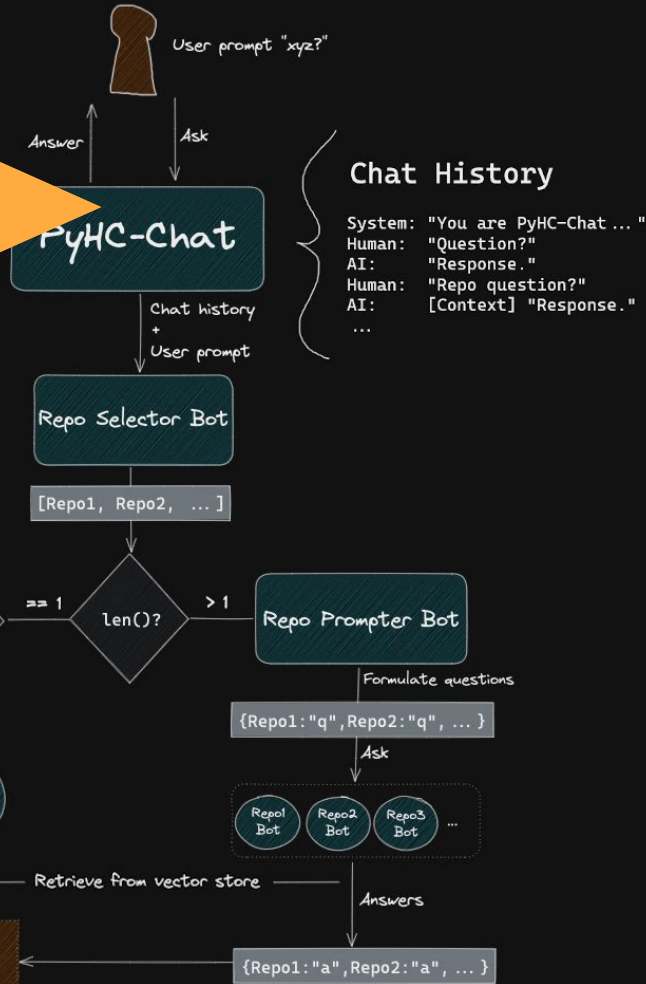 User prompt "xyz?"
Answer
Ask
PyHC-Chat
Chat History
System: "You are PyHC-Chat ... "
Human: "Question?"
AI: "Response."
Human: "Repo question?"
AI: [Context] "Response."
...
Chat history
+
User prompt
Repo Selector Bot
[Repo1, Repo2, ... ]
== 1
len()?
> 1
Repo Prompter Bot
Formulate questions
{Repo1:"q",Repo2:"q", ... }
Ask
Repo1
Bot
Repo2
Bot
Repo3
Bot
...
Retrieve from vector store
Answers
{Repo1:"a",Repo2:"a", ... }